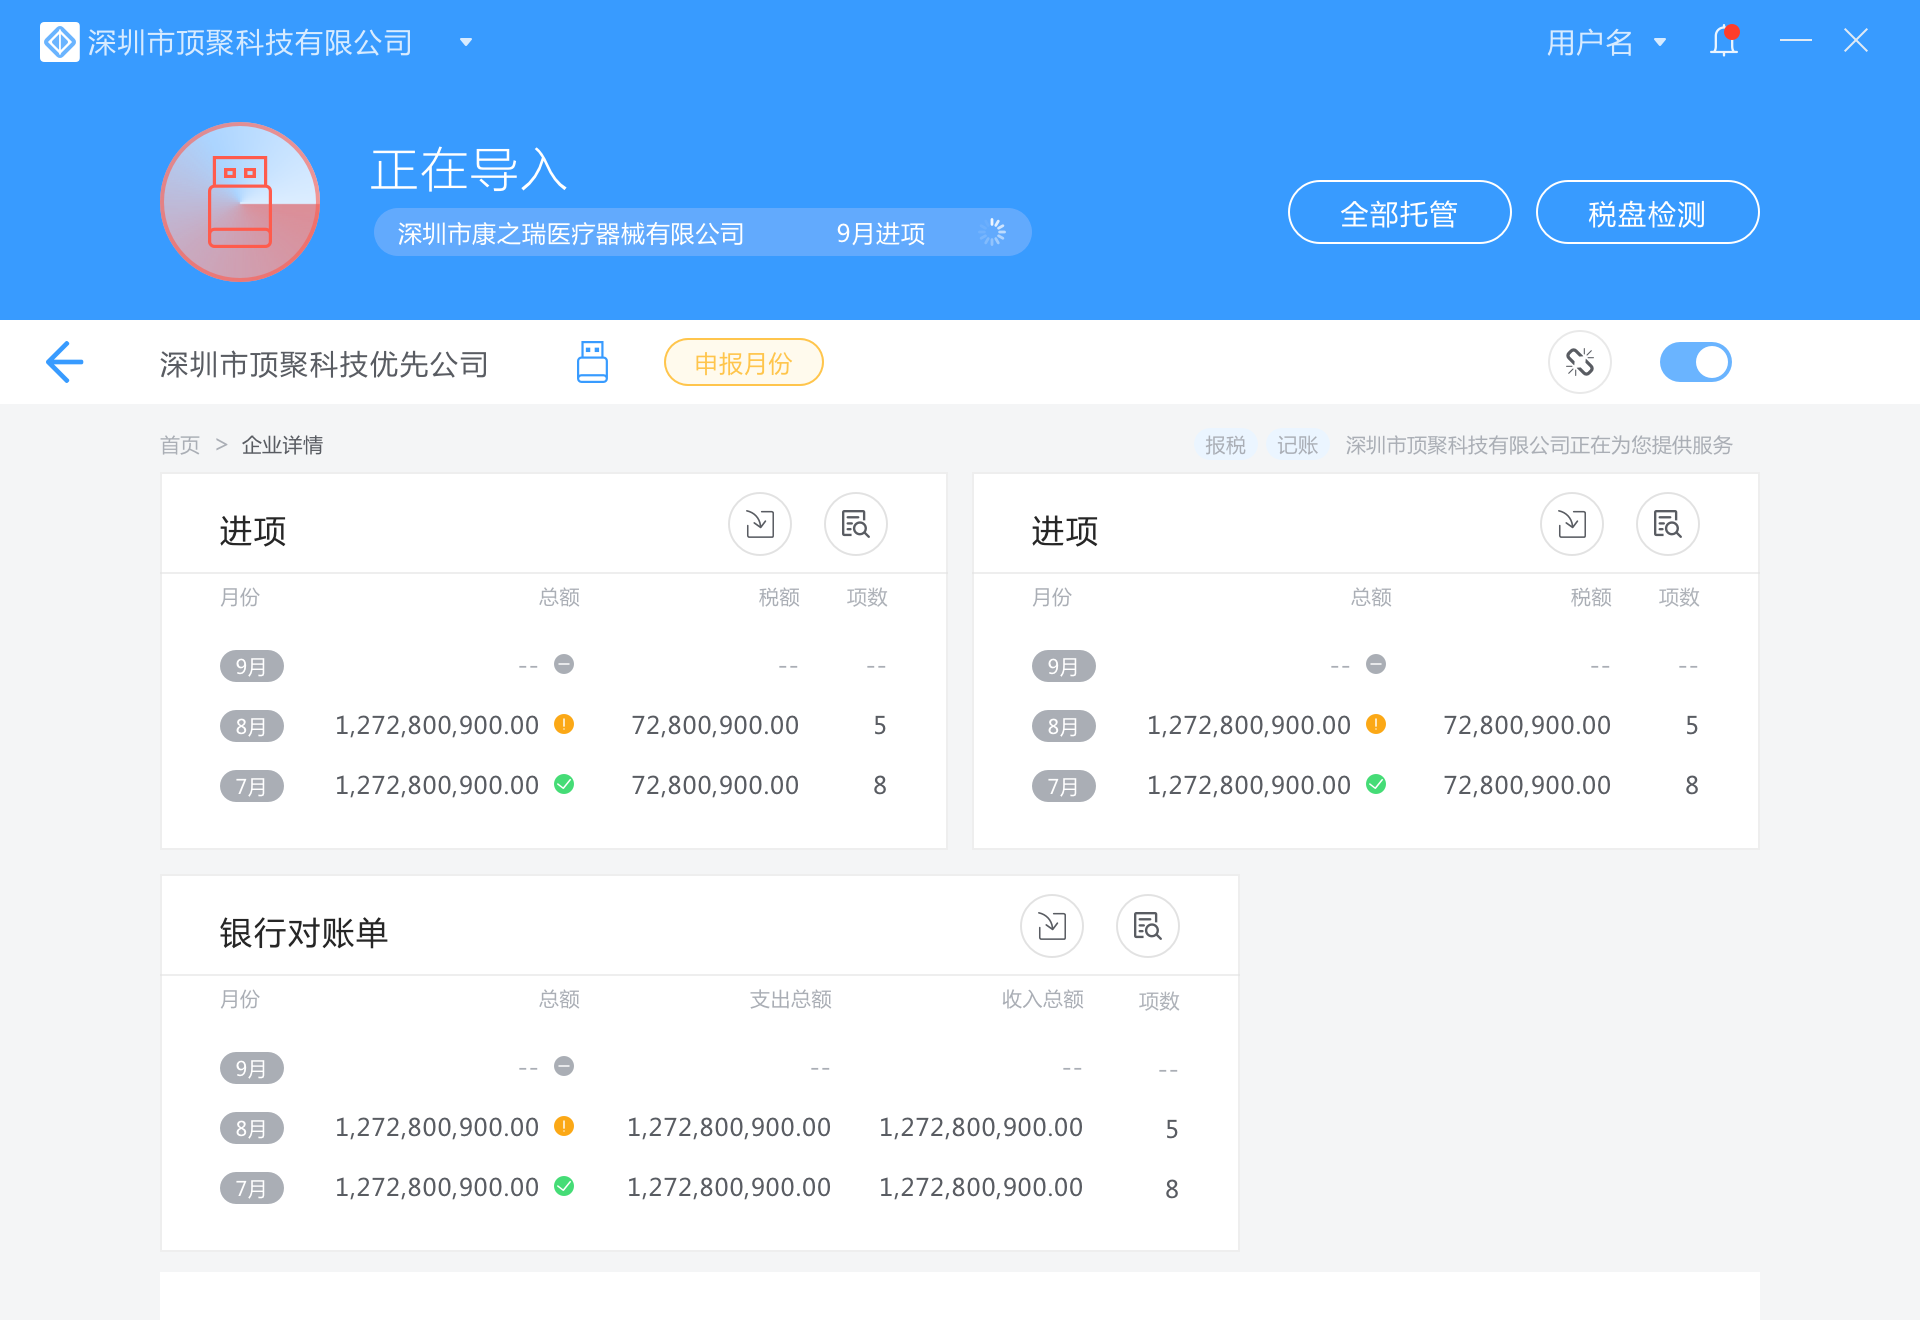 深圳市顶聚科技有限公司 用户名
正在导入
深圳市康之瑞医疗器械有限公司 9月进项
全部托管 税盘检测
深圳市顶聚科技优先公司 申报月份
首页 > 企业详情 报税 记账 深圳市顶聚科技有限公司正在为您提供服务
进项
月份 总额 税额 项数
9月 -- -- --
8月 1,272,800,900.00 72,800,900.00 5
7月 1,272,800,900.00 72,800,900.00 8
进项
月份 总额 税额 项数
9月 -- -- --
8月 1,272,800,900.00 72,800,900.00 5
7月 1,272,800,900.00 72,800,900.00 8
银行对账单
月份 总额 支出总额 收入总额 项数
9月 -- -- -- --
8月 1,272,800,900.00 1,272,800,900.00 1,272,800,900.00 5
7月 1,272,800,900.00 1,272,800,900.00 1,272,800,900.00 8